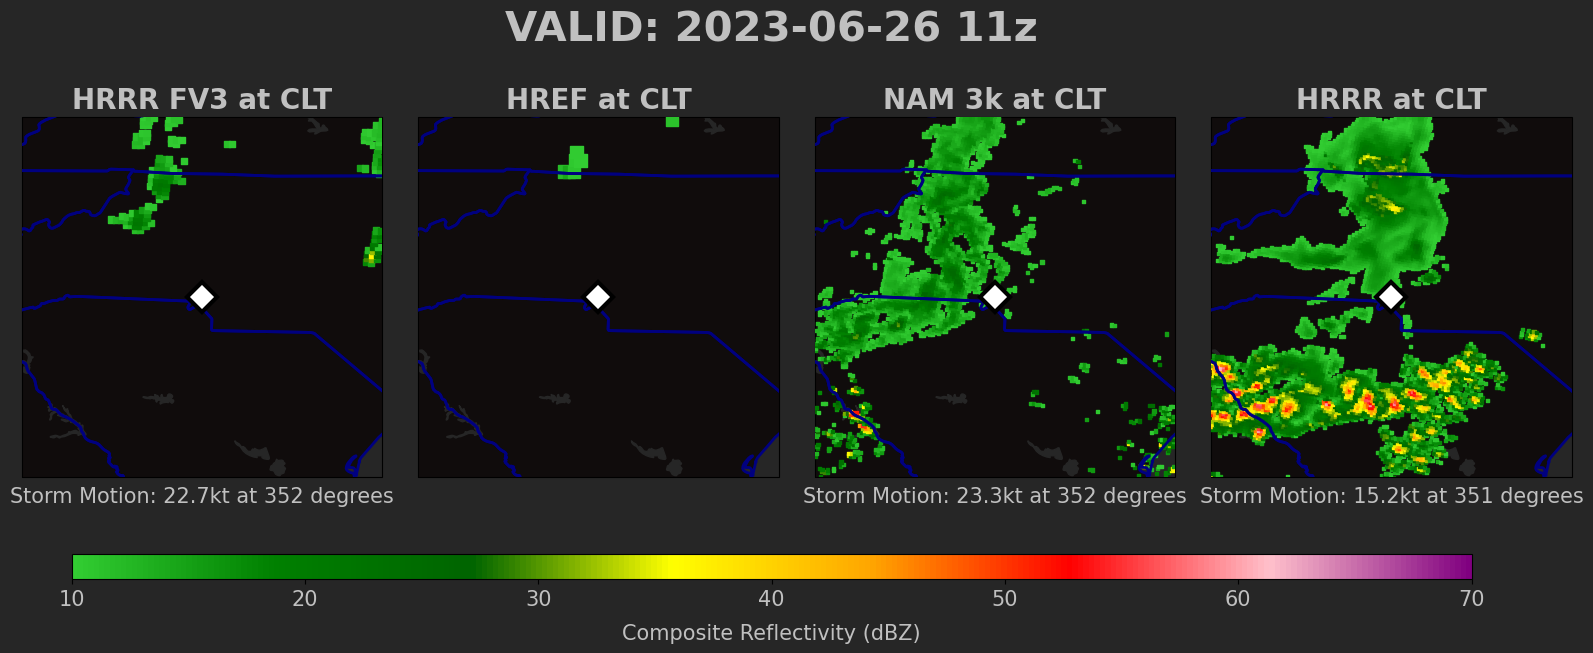 VALID: 2023-06-26 11z
HRRR FV3 at CLT
HREF at CLT
NAM 3k at CLT
HRRR at CLT
Storm Motion: 22.7kt at 352 degrees
Storm Motion: 23.3kt at 352 degrees
Storm Motion: 15.2kt at 351 degrees
10 20 30 40 50 60 70
Composite Reflectivity (dBZ)